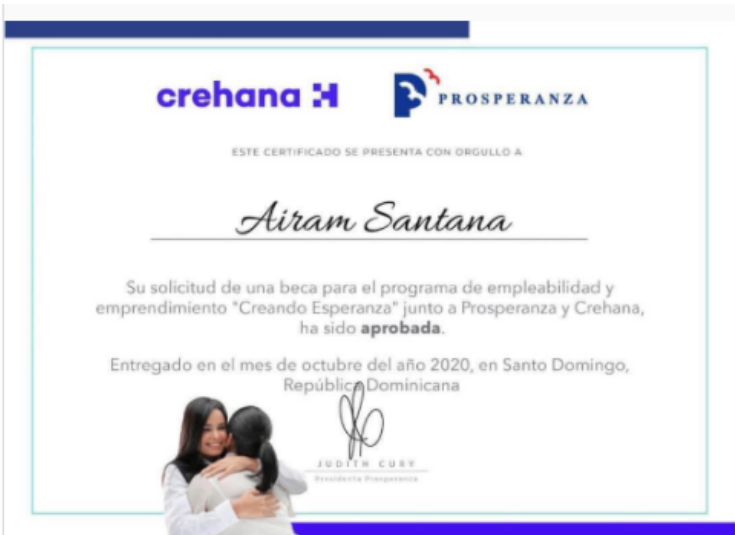 crehana
PROSPERANZA
ESTE CERTIFICADO SE PRESENTA CON ORGULLO A
Airam Santana
Su solicitud de una beca para el programa de empleabilidad y
emprendimiento "Creando Esperanza" junto a Prosperanza y Crehana,
ha sido aprobada.
Entregado en el mes de octubre del año 2020, en Santo Domingo,
República Dominicana
JUDITH CURY
Presidenta Prosperanza